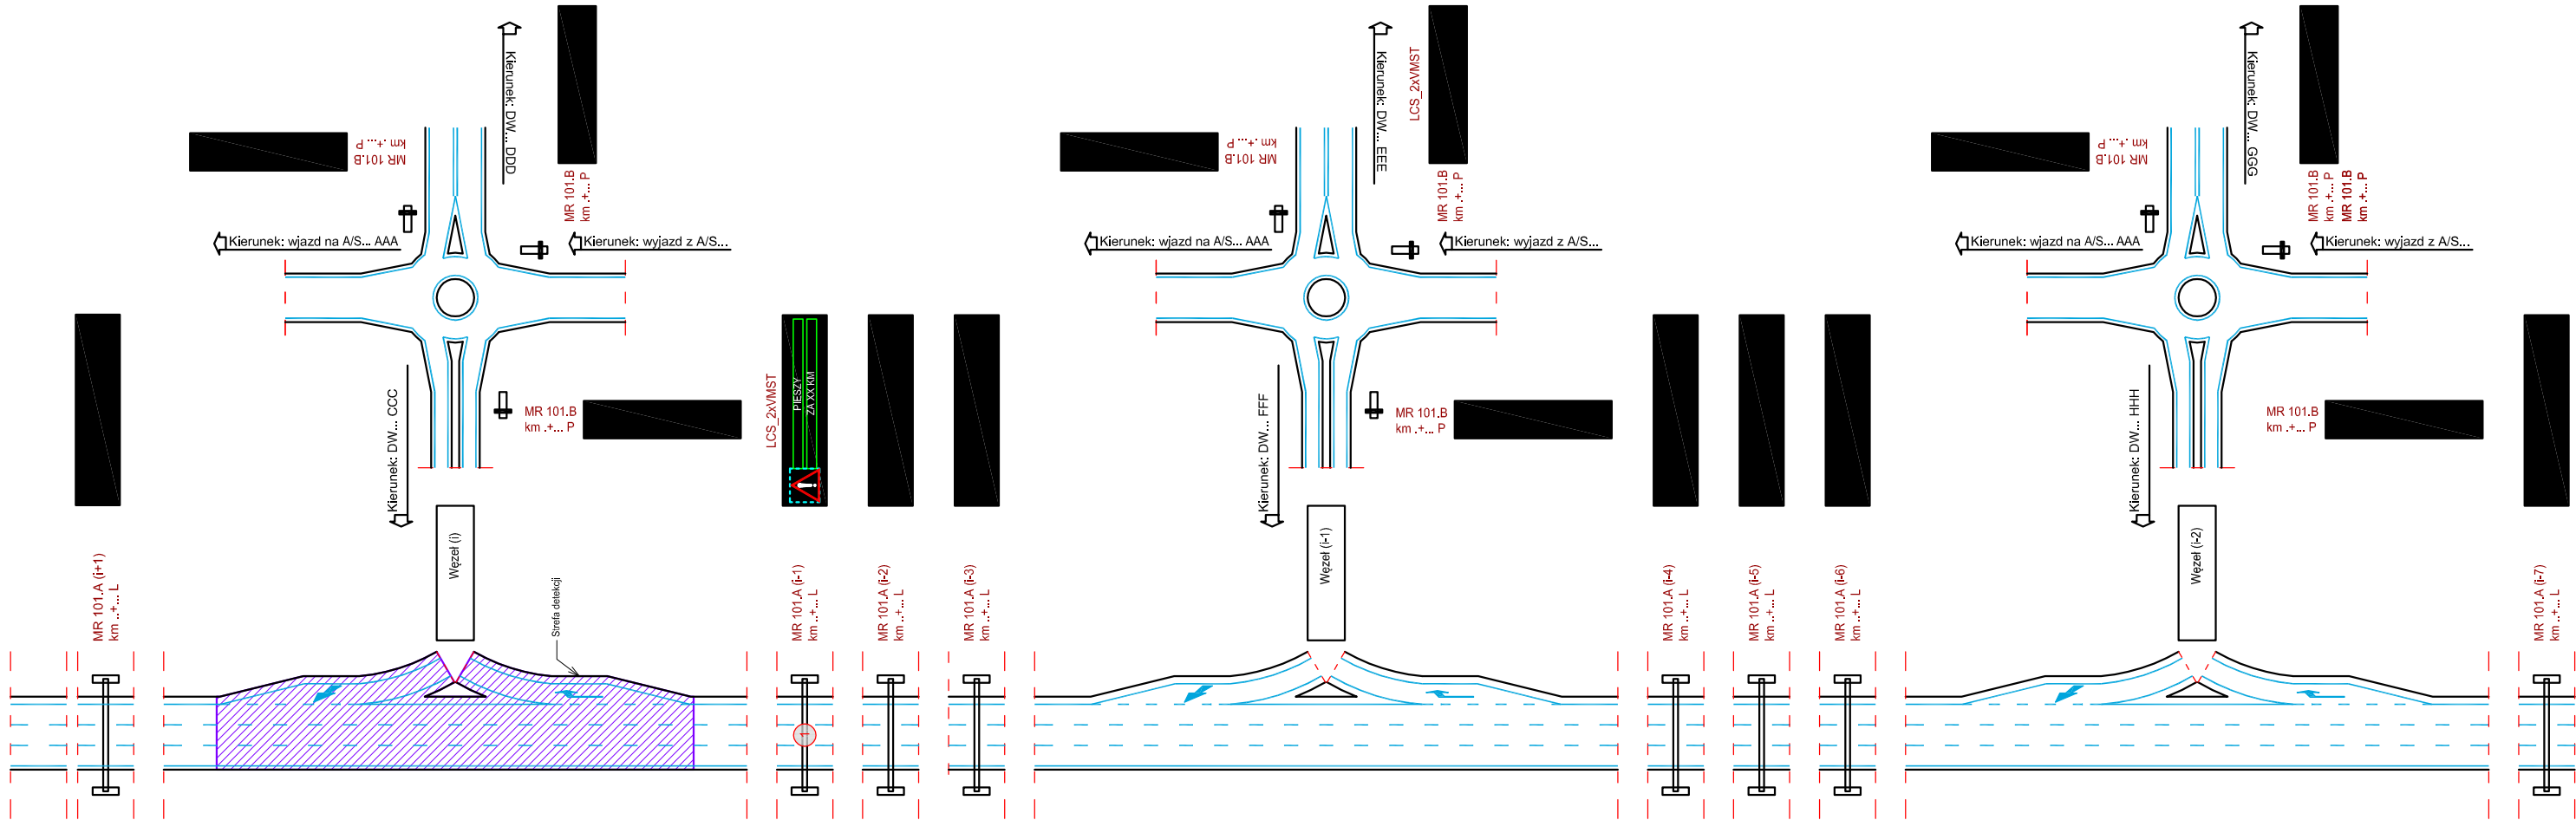 Kierunek: DW... DDD
MR 101.B
km .+... P
MR 101.B
km .+... P
Kierunek: wjazd na A/S... AAA
Kierunek: wyjazd z A/S...
Kierunek: DW... CCC
MR 101.B
km .+... P
Węzeł (i)
Strefa detekcji
MR 101.A (i+1)
km ..+... L
LCS_2xVMST
PIESZY
ZA XX KM
MR 101.A (i-1)
km ..+... L
1
MR 101.A (i-2)
km ..+... L
MR 101.A (i-3)
km ..+... L
Kierunek: DW... EEE
LCS_2xVMST
MR 101.B
km .+... P
MR 101.B
km .+... P
Kierunek: wjazd na A/S... AAA
Kierunek: wyjazd z A/S...
Kierunek: DW... FFF
MR 101.B
km .+... P
Węzeł (i-1)
MR 101.A (i-4)
km ..+... L
MR 101.A (i-5)
km ..+... L
MR 101.A (i-6)
km ..+... L
Kierunek: DW... GGG
MR 101.B
km .+... P
MR 101.B
km .+... P
MR 101.B
km .+... P
Kierunek: wjazd na A/S... AAA
Kierunek: wyjazd z A/S...
Kierunek: DW... HHH
MR 101.B
km .+... P
Węzeł (i-2)
MR 101.A (i-7)
km ..+... L